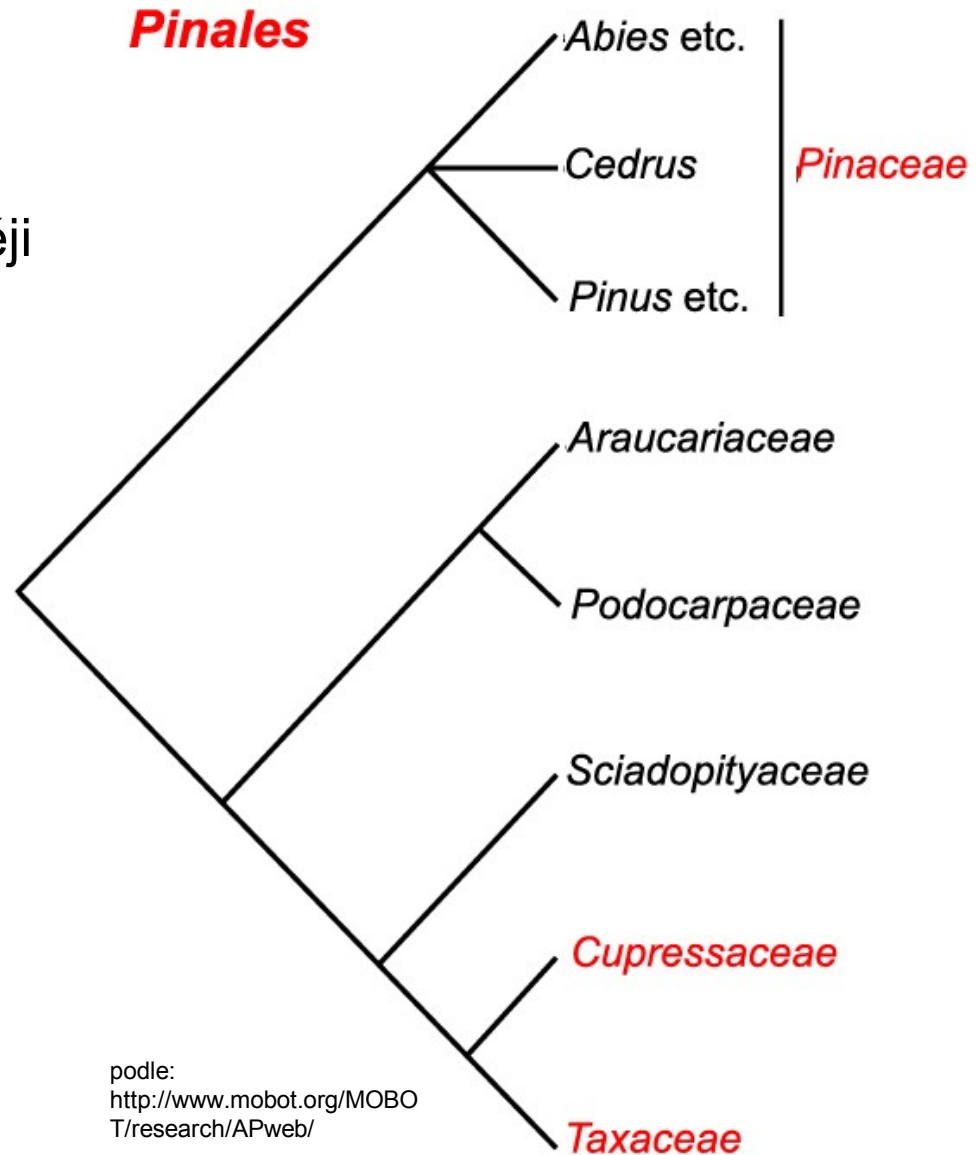 Pinales
Abies etc.
Cedrus
Pinaceae
Pinus etc.
Araucariaceae
Podocarpaceae
Sciadopityaceae
Cupressaceae
Taxaceae
podle:
http://www.mobot.org/MOBO
T/research/APweb/